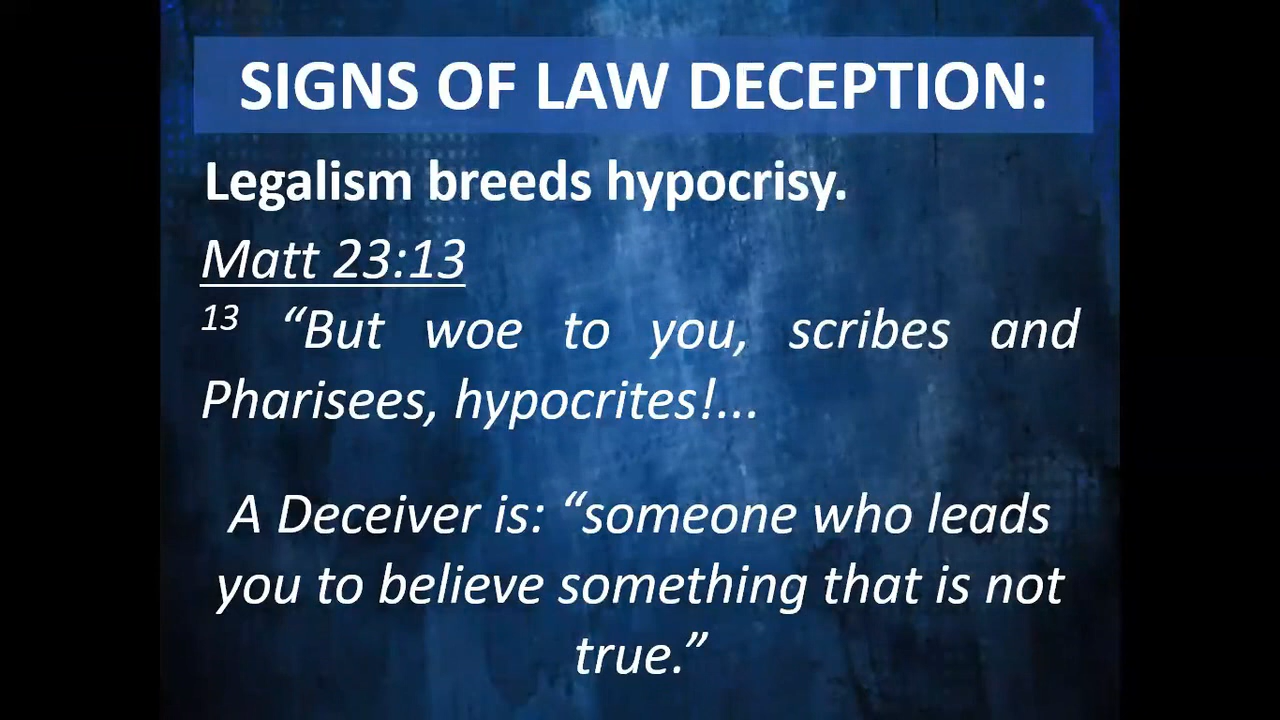 SIGNS OF LAW DECEPTION:
Legalism breeds hypocrisy.
Matt 23:13
13 “But woe to you, scribes and
Pharisees, hypocrites!...
A Deceiver is: “someone who leads
you to believe something that is not
true.”